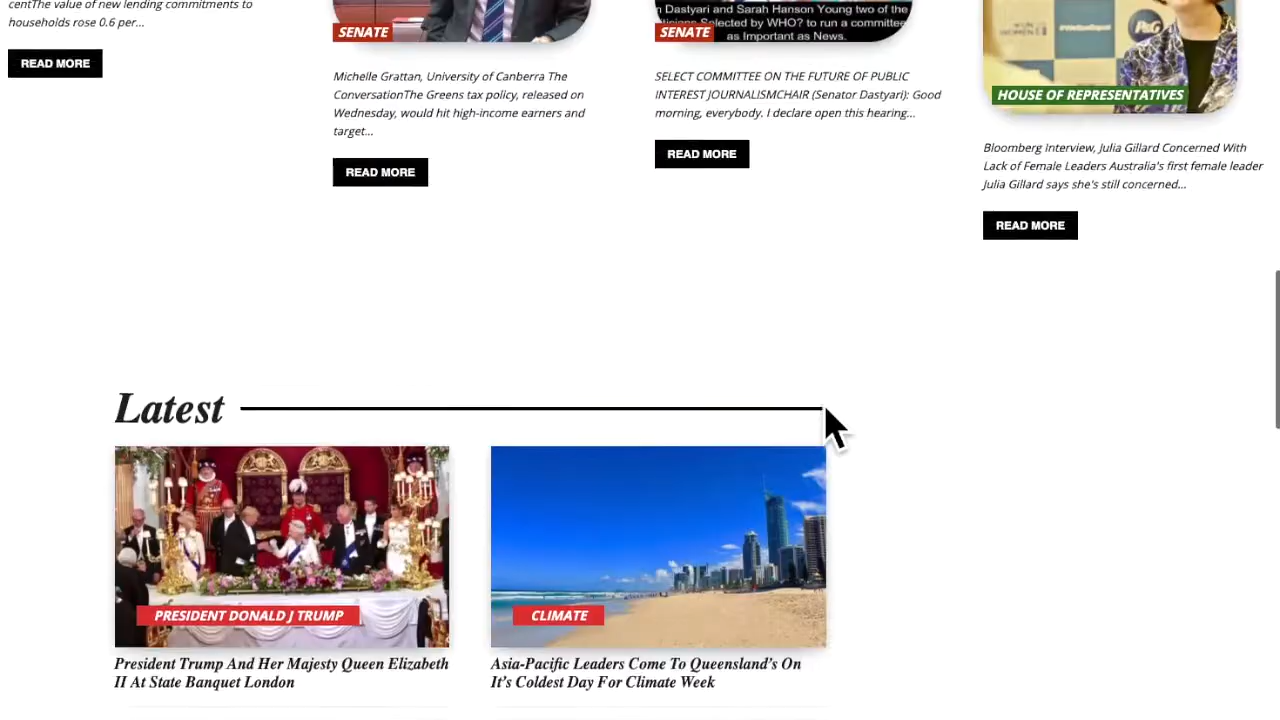 centThe value of new lending commitments to
households rose 0.6 per...
READ MORE
SENATE
Michelle Grattan, University of Canberra The
ConversationThe Greens tax policy, released on
Wednesday, would hit high-income earners and
target...
READ MORE
n Dastyari and Sarah Hanson Young two of the
Selected by WHO? to run a committee
as Important as News.
SENATE
SELECT COMMITTEE ON THE FUTURE OF PUBLIC
INTEREST JOURNALISMCHAIR (Senator Dastyari): Good
morning, everybody. I declare open this hearing...
READ MORE
P&G
HOUSE OF REPRESENTATIVES
Bloomberg Interview, Julia Gillard Concerned With
Lack of Female Leaders Australia's first female leader
Julia Gillard says she's still concerned...
READ MORE
Latest
PRESIDENT DONALD J TRUMP
President Trump And Her Majesty Queen Elizabeth
II At State Banquet London
CLIMATE
Asia-Pacific Leaders Come To Queensland's On
It's Coldest Day For Climate Week